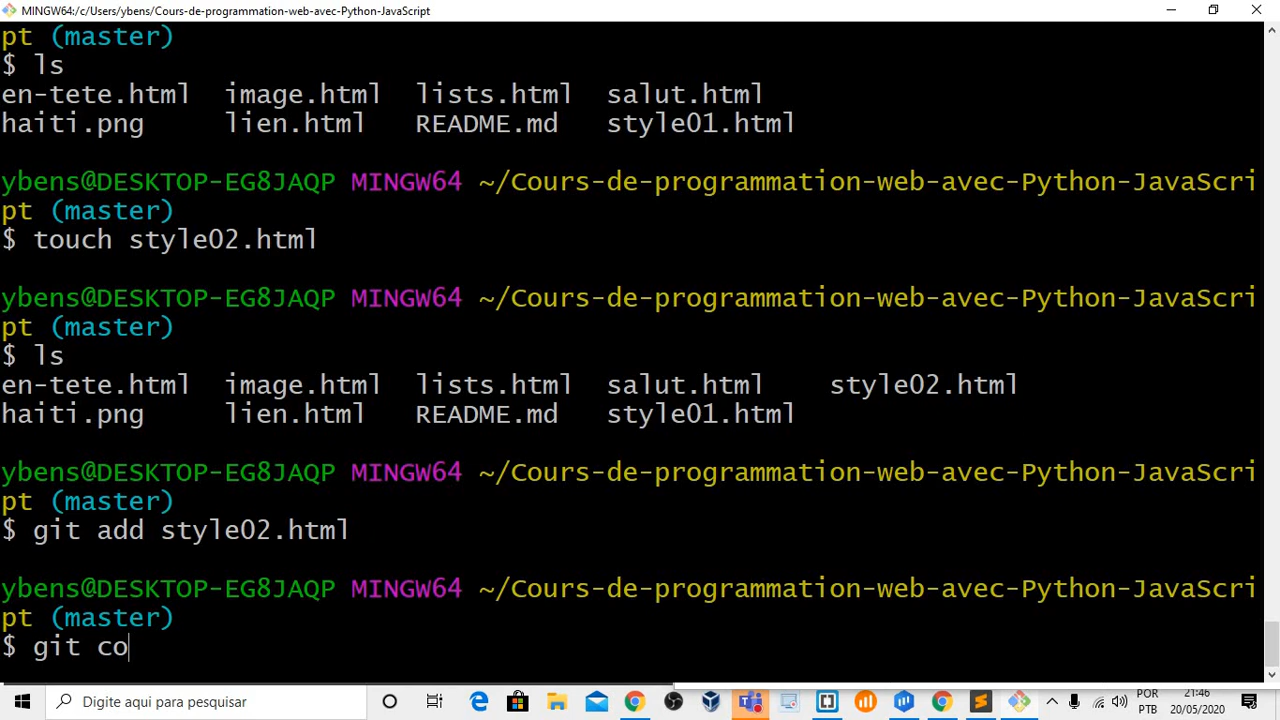 MINGW64:/c/Users/ybens/Cours-de-programmation-web-avec-Python-JavaScript
pt (master)
$ ls
en-tete.html image.html lists.html salut.html
haiti.png lien.html README.md style01.html
ybens@DESKTOP-EG8JAQP MINGW64 ~/Cours-de-programmation-web-avec-Python-JavaScri
pt (master)
$ touch style02.html
ybens@DESKTOP-EG8JAQP MINGW64 ~/Cours-de-programmation-web-avec-Python-JavaScri
pt (master)
$ ls
en-tete.html image.html lists.html salut.html style02.html
haiti.png lien.html README.md style01.html
ybens@DESKTOP-EG8JAQP MINGW64 ~/Cours-de-programmation-web-avec-Python-JavaScri
pt (master)
$ git add style02.html
ybens@DESKTOP-EG8JAQP MINGW64 ~/Cours-de-programmation-web-avec-Python-JavaScri
pt (master)
$ git co
Digite aqui para pesquisar
POR 21:46
PTB 20/05/2020